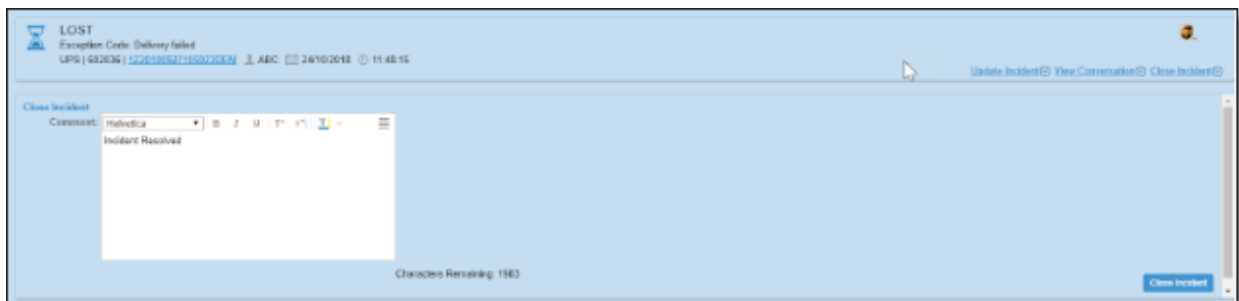 LOST
Exception Code: Delivery failed
UPS | 602036 | ABC 24/10/2018 11:48:16
Update Incident View Conversation Close Incident
Close Incident
Comment: Helvetica B I U
Incident Resolved
Characters Remaining: 1983
Close Incident